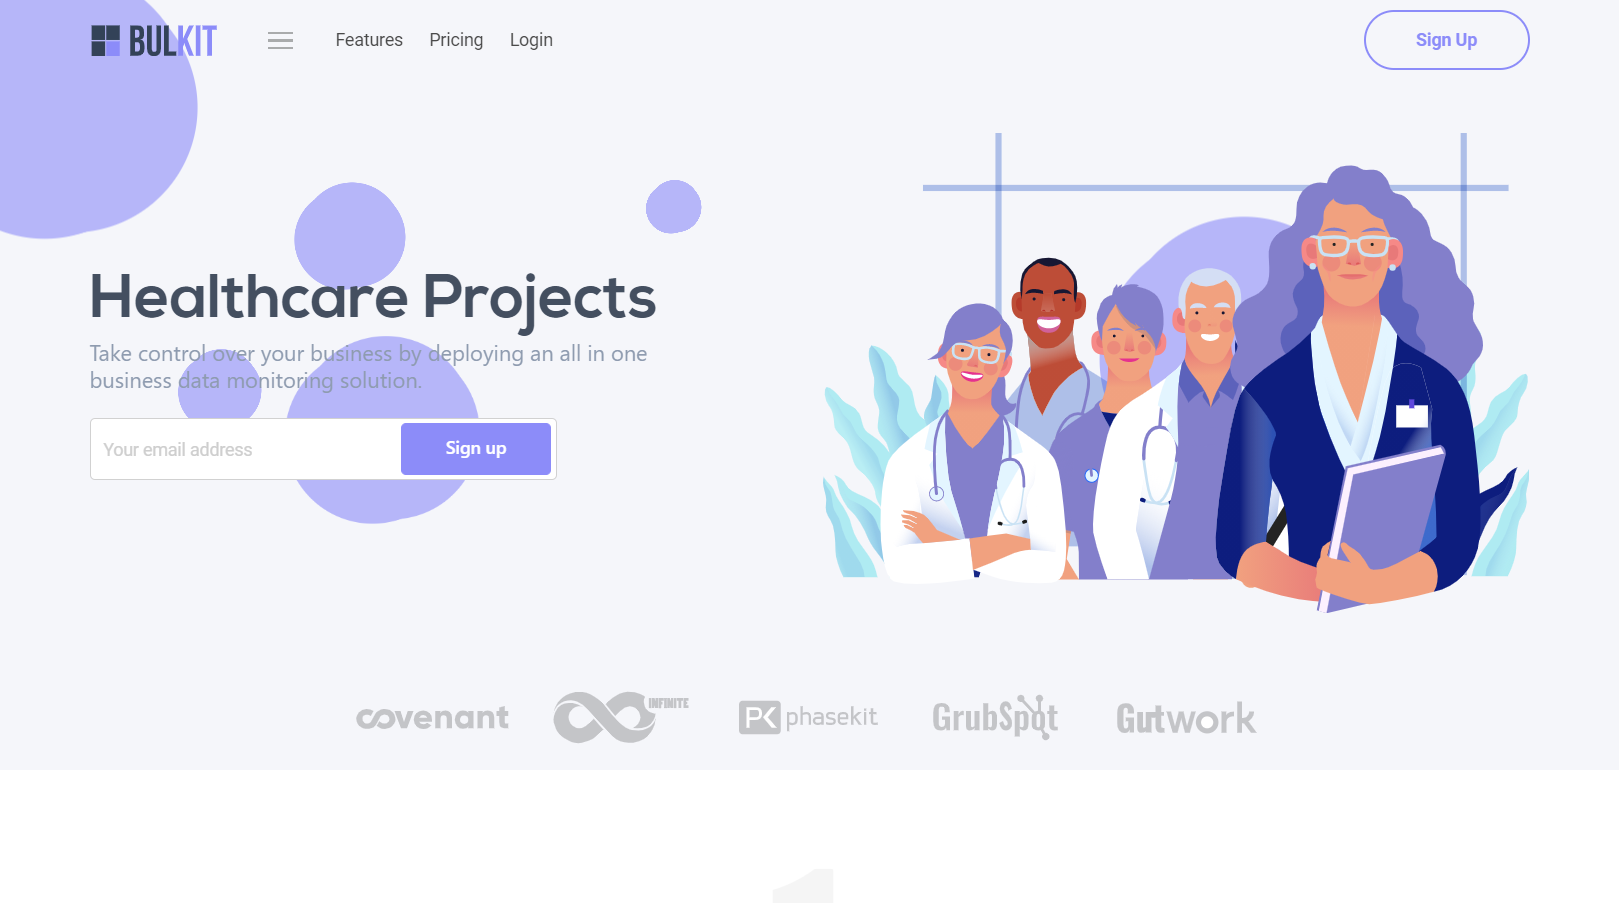 BULKIT
Features
Pricing
Login
Sign Up
Healthcare Projects
Take control over your business by deploying an all in one
business data monitoring solution.
Your email address
Sign up
covenant
INFINITE
PK phasekit
GrubSpot
Gutwork
1